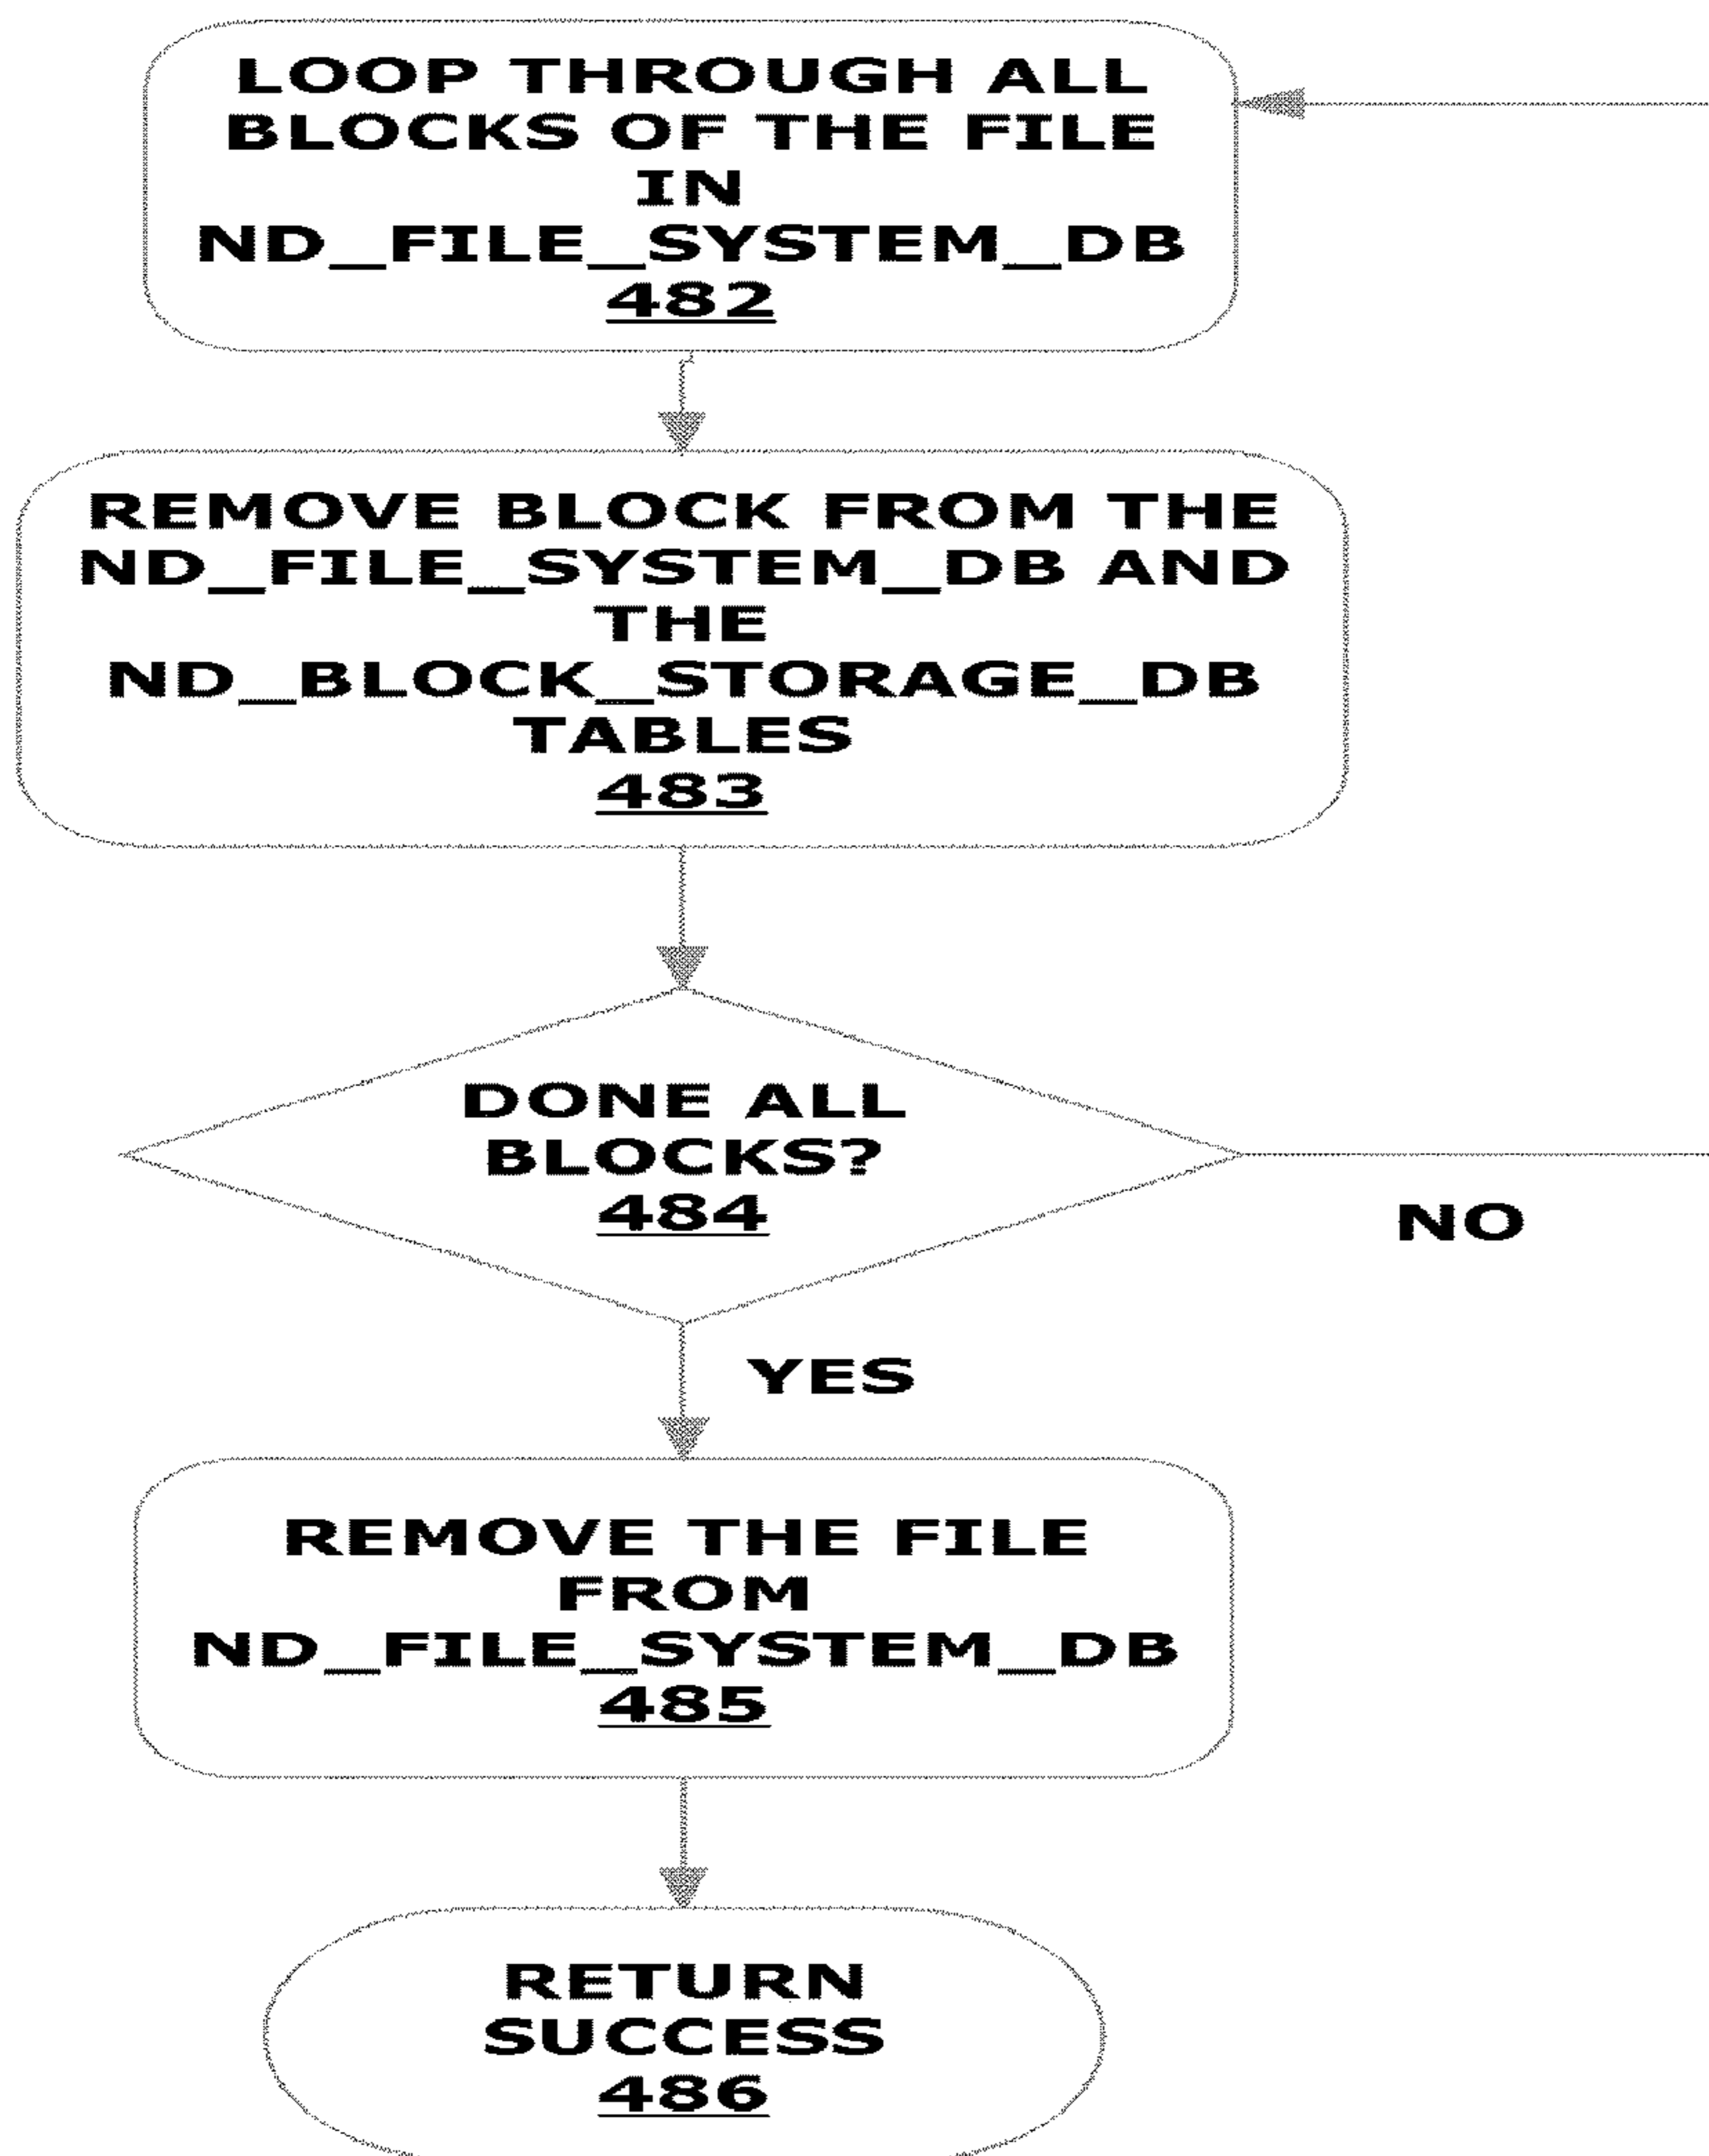 LOOP THROUGH ALL
BLOCKS OF THE FILE
IN
ND_FILE_SYSTEM_DB
482
REMOVE BLOCK FROM THE
ND_FILE_SYSTEM_DB AND
THE
ND_BLOCK_STORAGE_DB
TABLES
483
DONE ALL
BLOCKS?
484
NO
YES
REMOVE THE FILE
FROM
ND_FILE_SYSTEM_DB
485
RETURN
SUCCESS
486